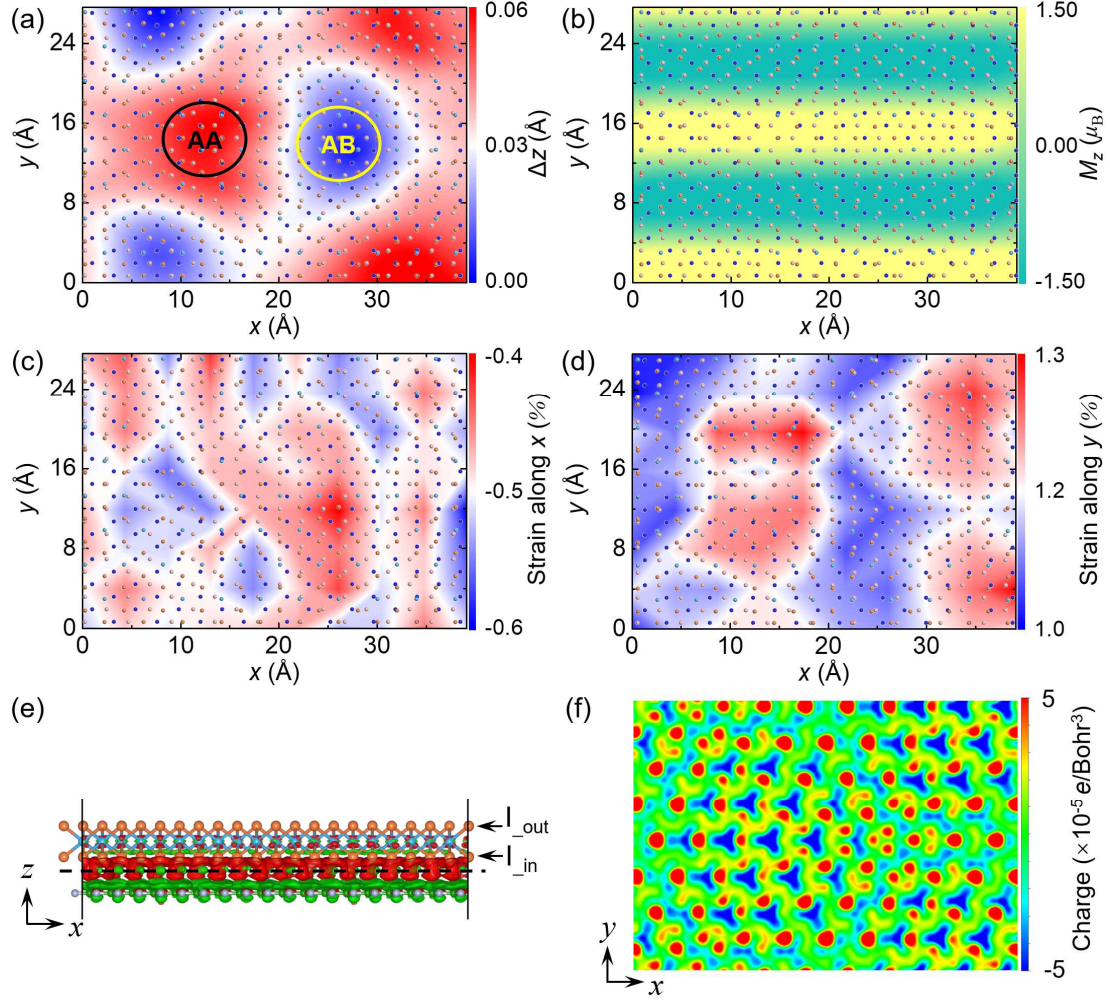 (a)
24
16
8
0
y (Å)
0 10 20 30
x (Å)
AA
AB
0.06
0.03
0.00
Δz (Å)
(b)
24
16
8
0
y (Å)
0 10 20 30
x (Å)
1.50
0.00
-1.50
Mz (μB)
(c)
24
16
8
0
y (Å)
0 10 20 30
x (Å)
-0.4
-0.5
-0.6
Strain along x (%)
(d)
24
16
8
0
y (Å)
0 10 20 30
x (Å)
1.3
1.2
1.0
Strain along y (%)
(e)
I_out
I_in
z
x
(f)
y
x
5
-5
Charge (× 10⁻⁵ e/Bohr³)